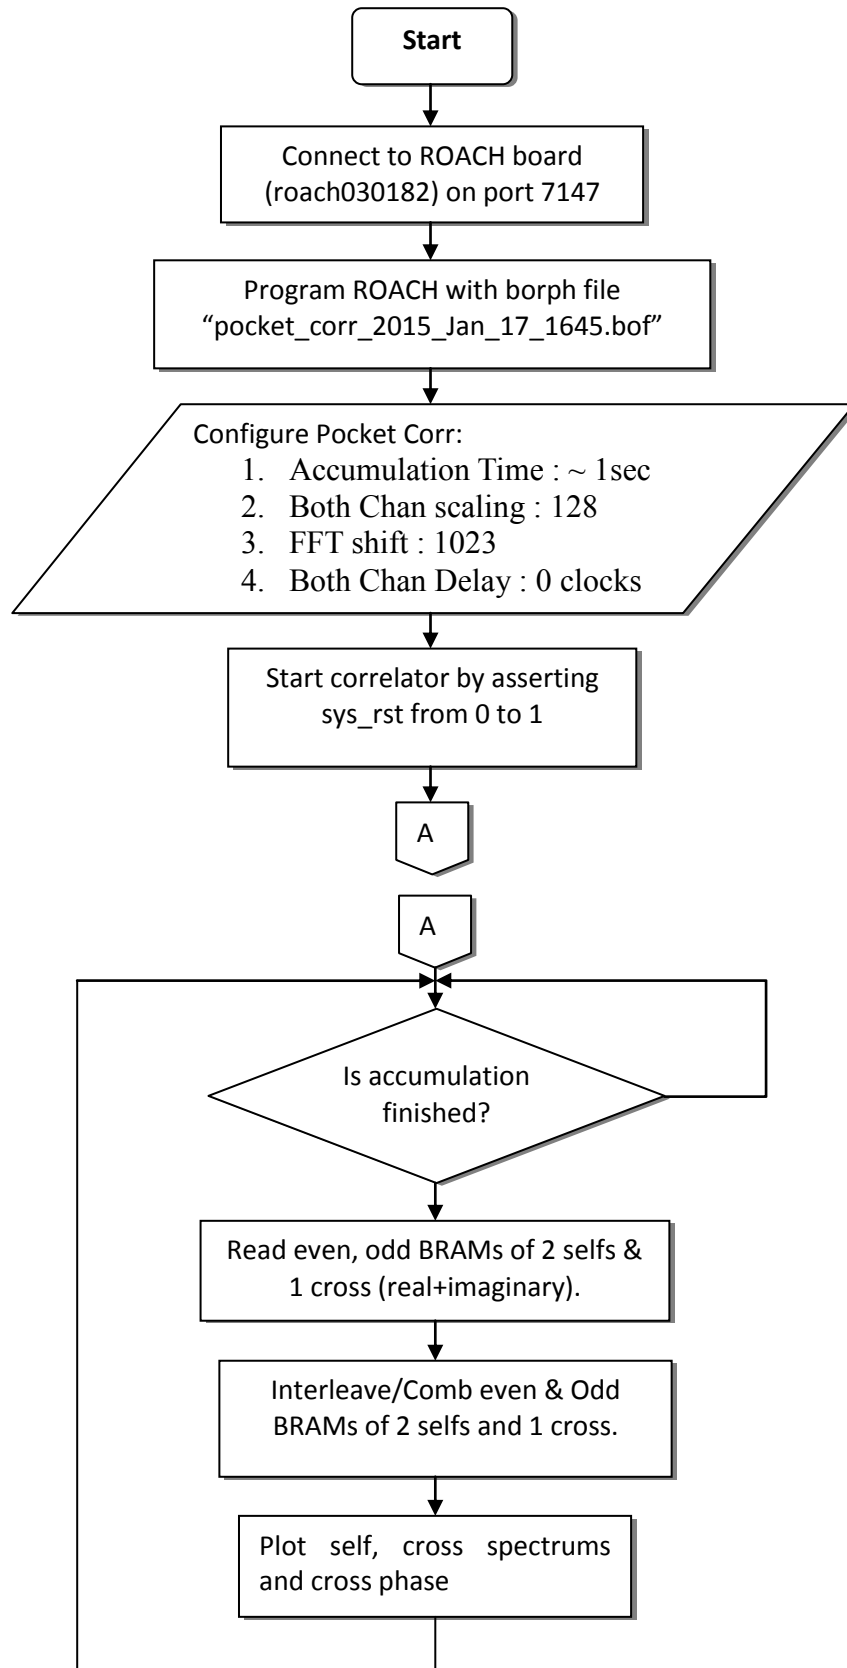 Start
Connect to ROACH board
(roach030182) on port 7147
Program ROACH with borph file
“pocket_corr_2015_Jan_17_1645.bof”
Configure Pocket Corr:
1. Accumulation Time : ~ 1sec
2. Both Chan scaling : 128
3. FFT shift : 1023
4. Both Chan Delay : 0 clocks
Start correlator by asserting
sys_rst from 0 to 1
A
A
Is accumulation
finished?
Read even, odd BRAMs of 2 selfs &
1 cross (real+imaginary).
Interleave/Comb even & Odd
BRAMs of 2 selfs and 1 cross.
Plot self, cross spectrums
and cross phase